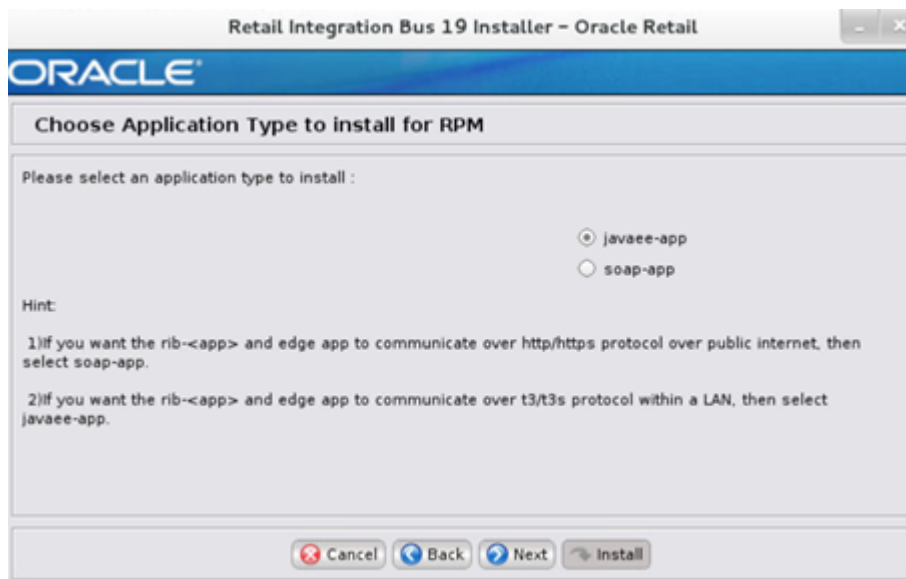 Retail Integration Bus 19 Installer – Oracle Retail
ORACLE
Choose Application Type to install for RPM
Please select an application type to install :
javaee-app
soap-app
Hint:
1)If you want the rib-<app> and edge app to communicate over http/https protocol over public internet, then
select soap-app.
2)If you want the rib-<app> and edge app to communicate over t3/t3s protocol within a LAN, then select
javaee-app.
Cancel Back Next Install